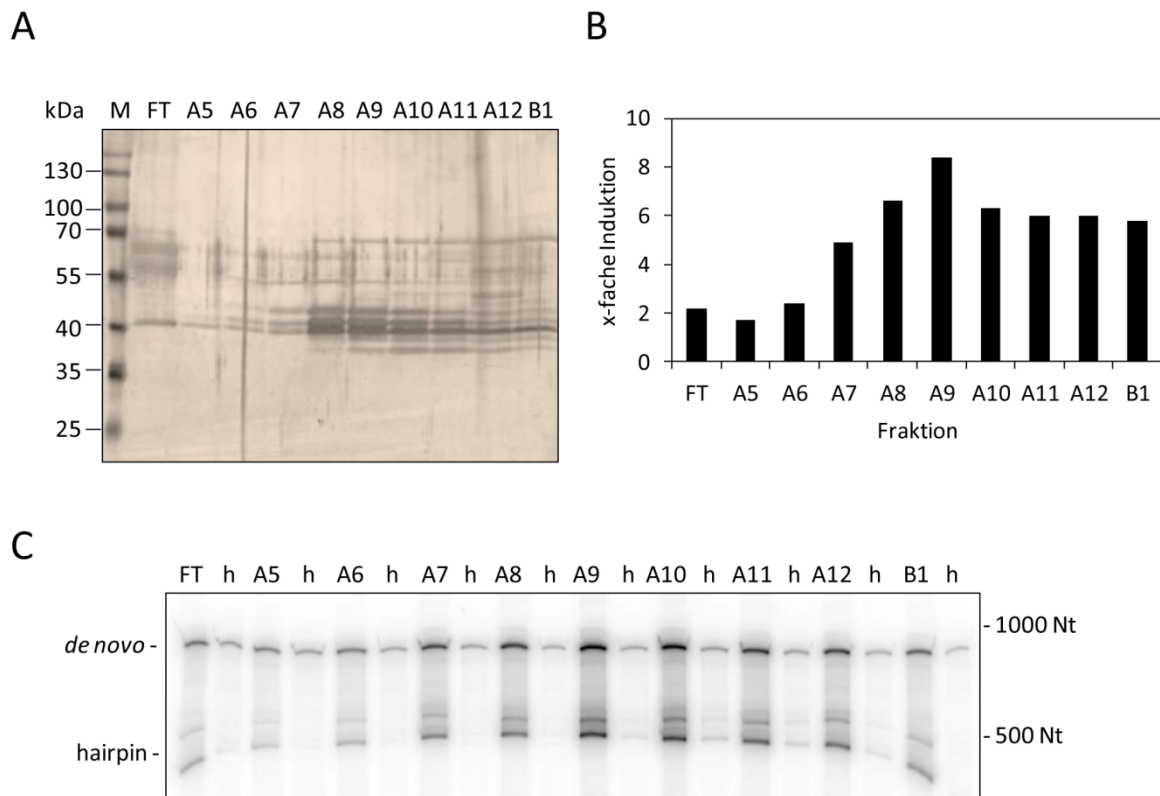 A
kDa M FT A5 A6 A7 A8 A9 A10 A11 A12 B1
130
100
70
55
40
35
25
B
10
8
6
4
2
0
x-fache Induktion
FT A5 A6 A7 A8 A9 A10 A11 A12 B1
Fraktion
C
FT h A5 h A6 h A7 h A8 h A9 h A10 h A11 h A12 h B1 h
de novo -
- 1000 Nt
- 500 Nt
hairpin -